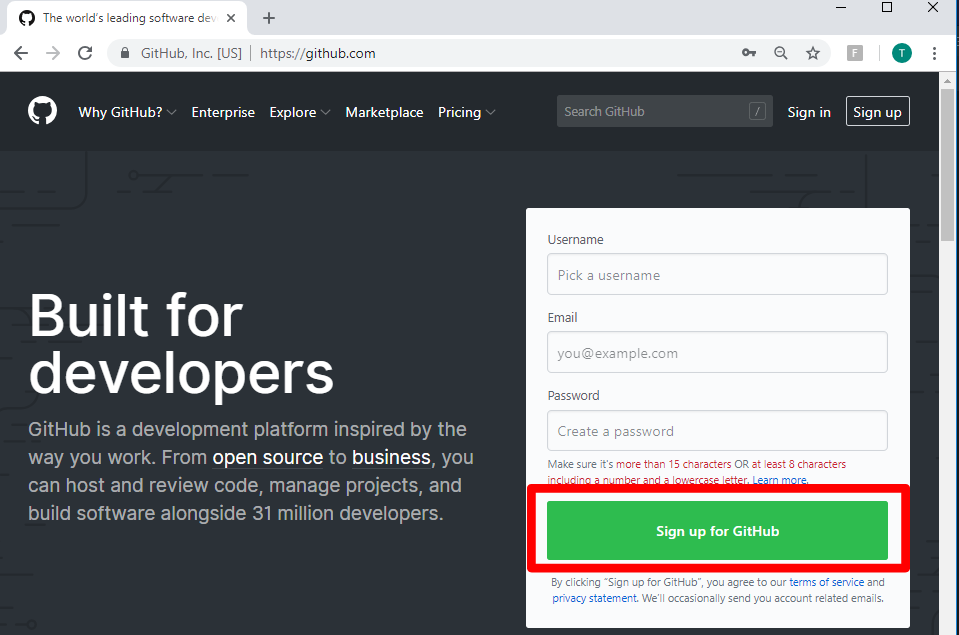 The world's leading software dev
GitHub, Inc. [US] | https://github.com
F
T
Why GitHub? Enterprise Explore Marketplace Pricing
Search GitHub /
Sign in
Sign up
Built for
developers
GitHub is a development platform inspired by the
way you work. From open source to business, you
can host and review code, manage projects, and
build software alongside 31 million developers.
Username
Pick a username
Email
you@example.com
Password
Create a password
Make sure it's more than 15 characters OR at least 8 characters
including a number and a lowercase letter. Learn more.
Sign up for GitHub
By clicking "Sign up for GitHub", you agree to our terms of service and
privacy statement. We'll occasionally send you account related emails.